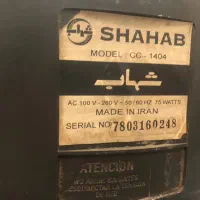 شهاب SHAHAB
MODEL: CG-1404
شهاب
AC 100 V - 260 V ~ 50/60 HZ 75 WATTS
MADE IN IRAN
SERIAL NO 7803160248
ATENCION